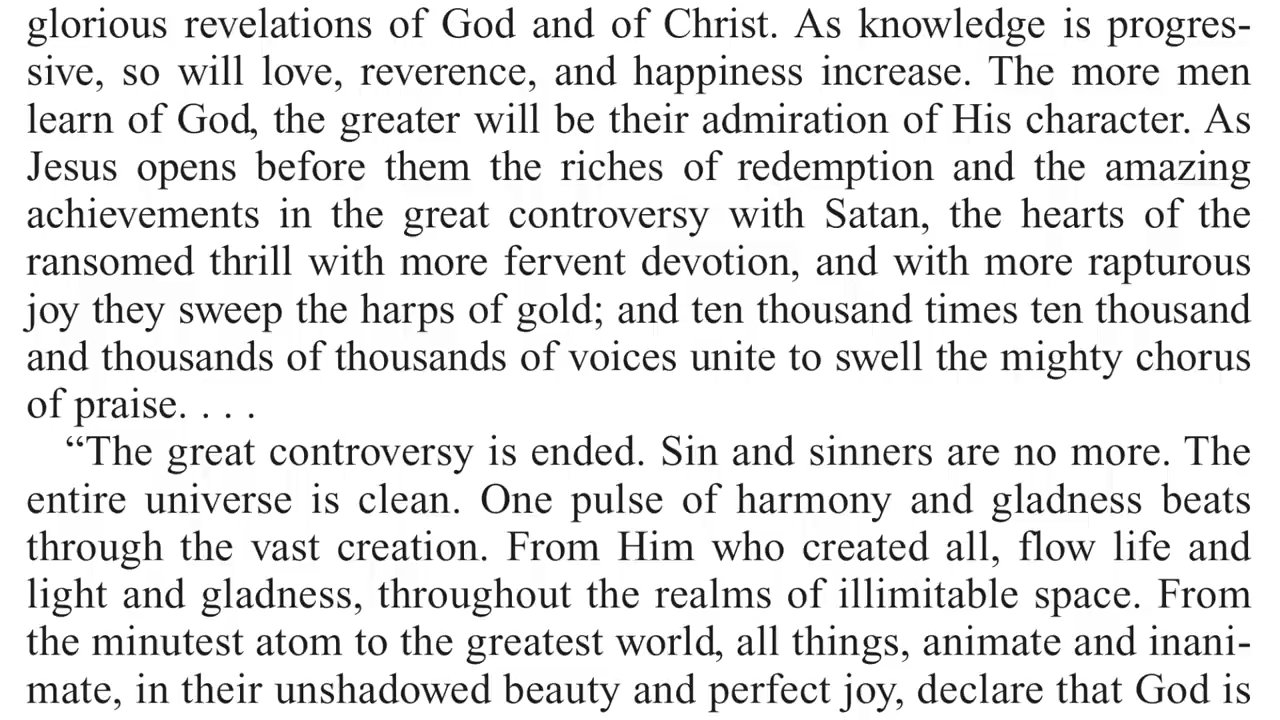 glorious revelations of God and of Christ. As knowledge is progres-
sive, so will love, reverence, and happiness increase. The more men
learn of God, the greater will be their admiration of His character. As
Jesus opens before them the riches of redemption and the amazing
achievements in the great controversy with Satan, the hearts of the
ransomed thrill with more fervent devotion, and with more rapturous
joy they sweep the harps of gold; and ten thousand times ten thousand
and thousands of thousands of voices unite to swell the mighty chorus
of praise. . . .
“The great controversy is ended. Sin and sinners are no more. The
entire universe is clean. One pulse of harmony and gladness beats
through the vast creation. From Him who created all, flow life and
light and gladness, throughout the realms of illimitable space. From
the minutest atom to the greatest world, all things, animate and inani-
mate, in their unshadowed beauty and perfect joy, declare that God is